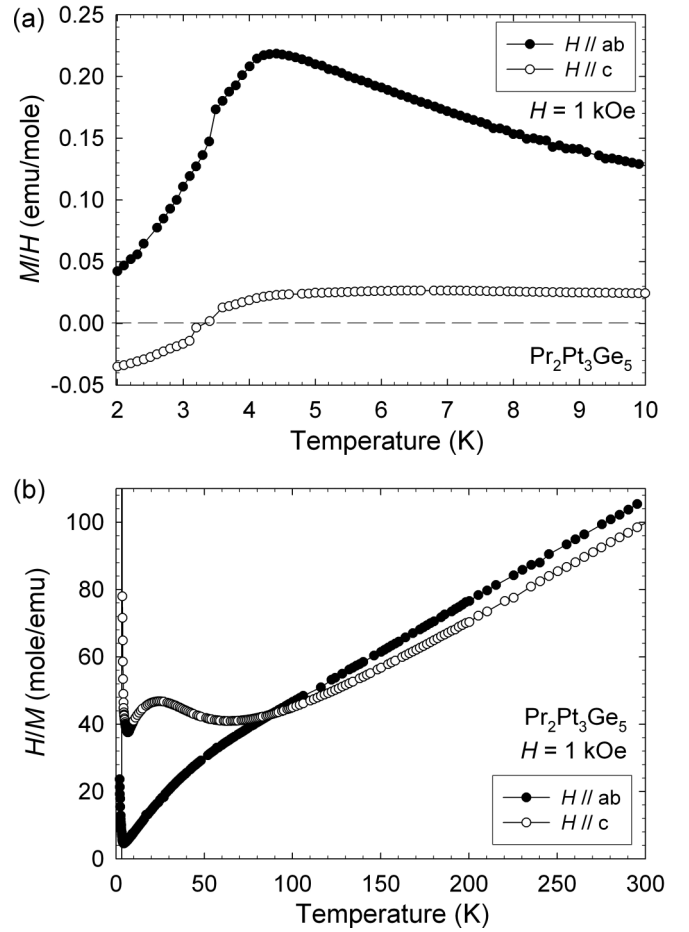 (a)
H // ab
H // c
H = 1 kOe
M/H (emu/mole)
0.25
0.20
0.15
0.10
0.05
0.00
-0.05
Pr₂Pt₃Ge₅
2 3 4 5 6 7 8 9 10
Temperature (K)
(b)
H/M (mole/emu)
100
80
60
40
20
0
Pr₂Pt₃Ge₅
H = 1 kOe
H // ab
H // c
0 50 100 150 200 250 300
Temperature (K)